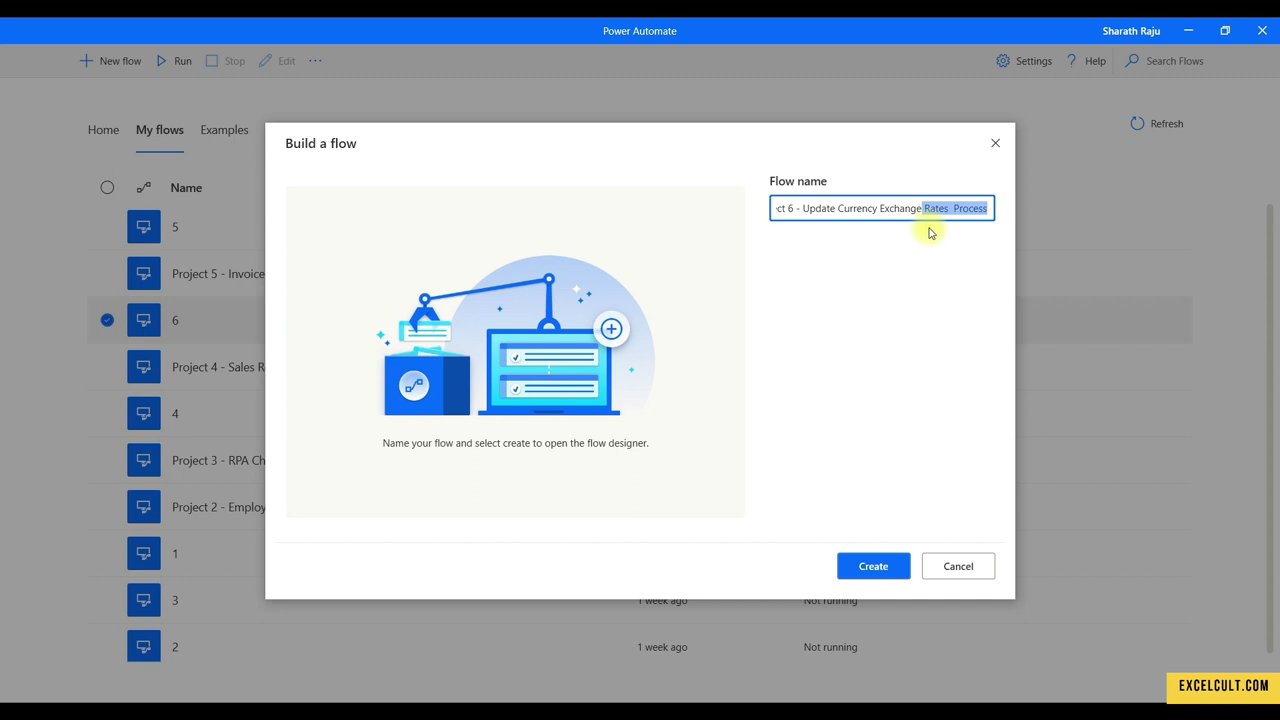 Power Automate
Sharath Raju
New flow
Run
Stop
Edit
Settings
Help
Search Flows
Home
My flows
Examples
Refresh
Name
5
Project 5 - Invoice
6
Project 4 - Sales R
4
Project 3 - RPA Ch
Project 2 - Employ
1
3
1 week ago
Not running
2
1 week ago
Not running
Build a flow
Flow name
ct 6 - Update Currency Exchange Rates  Process
Name your flow and select create to open the flow designer.
Create
Cancel
EXCELCULT.COM